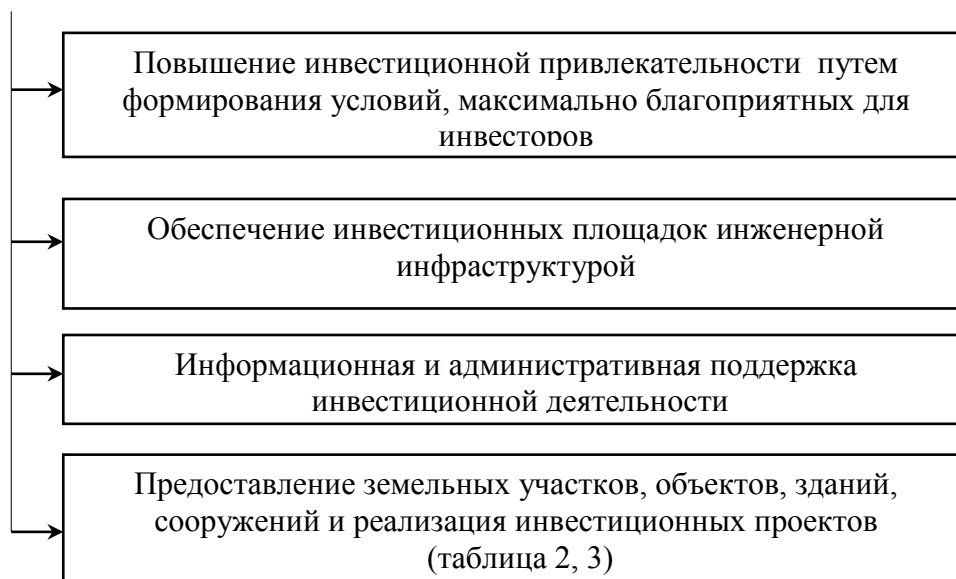 Повышение инвестиционной привлекательности путем
формирования условий, максимально благоприятных для
инвесторов
Обеспечение инвестиционных площадок инженерной
инфраструктурой
Информационная и административная поддержка
инвестиционной деятельности
Предоставление земельных участков, объектов, зданий,
сооружений и реализация инвестиционных проектов
(таблица 2, 3)